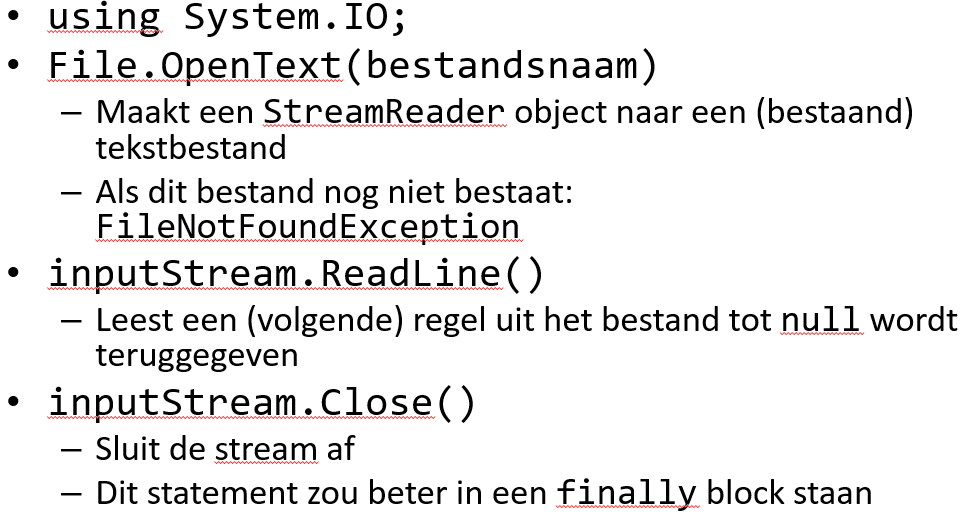 • using System.IO;
• File.OpenText(bestandsnaam)
– Maakt een StreamReader object naar een (bestaand)
tekstbestand
– Als dit bestand nog niet bestaat:
FileNotFoundException
• inputStream.ReadLine()
– Leest een (volgende) regel uit het bestand tot null wordt
teruggegeven
• inputStream.Close()
– Sluit de stream af
– Dit statement zou beter in een finally block staan